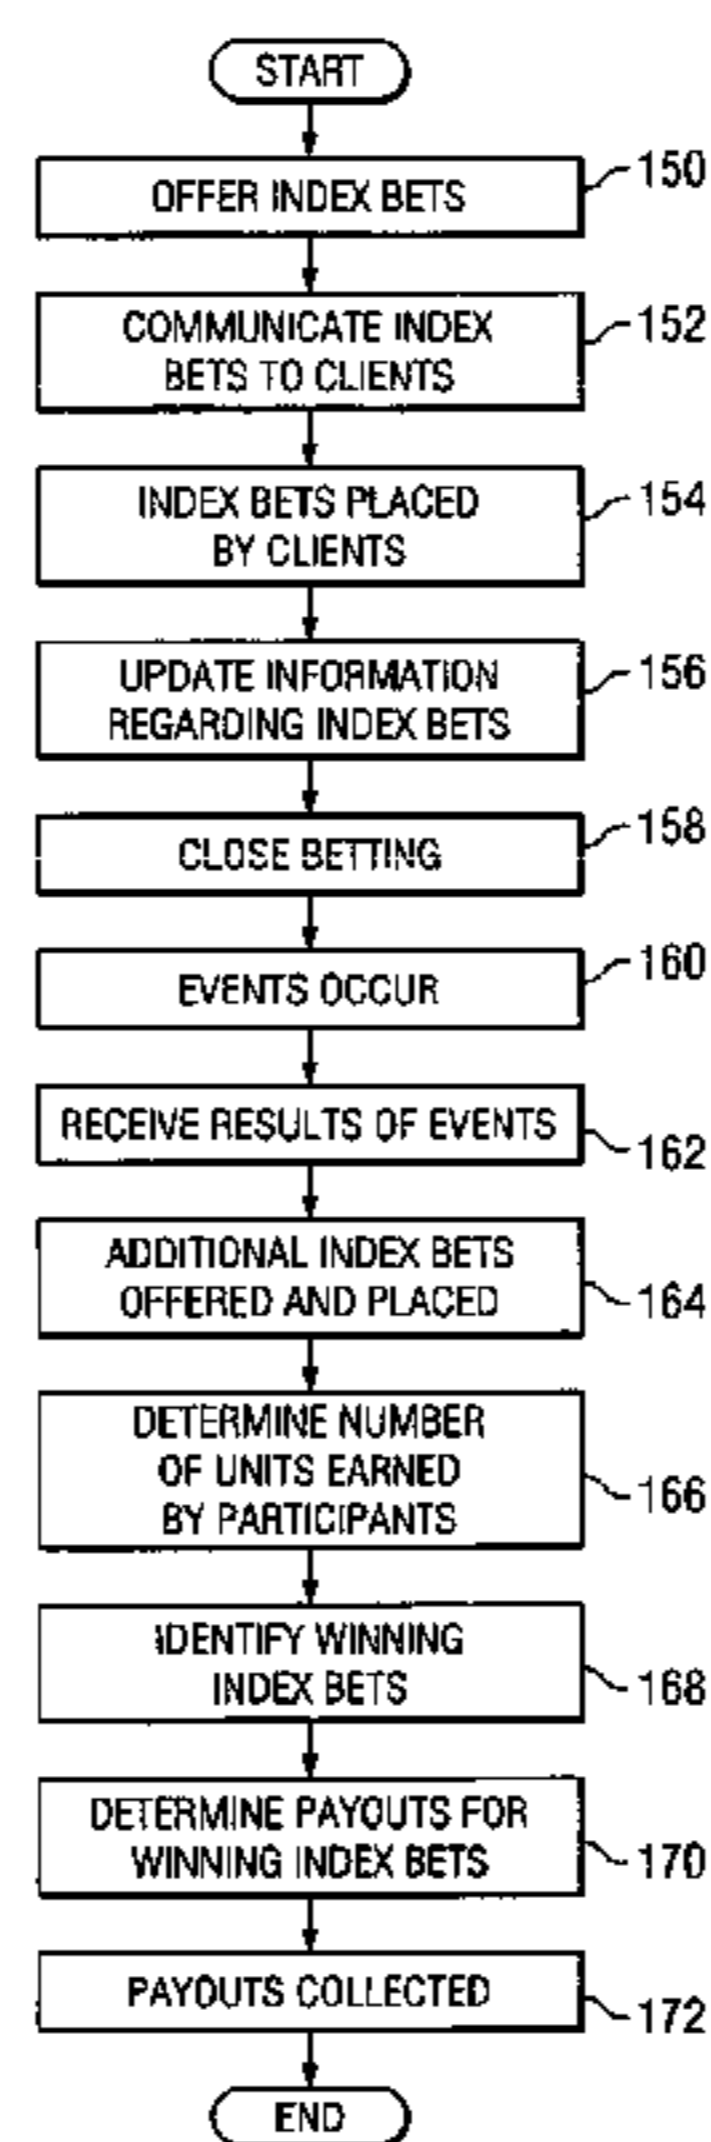 START
OFFER INDEX BETS
150
COMMUNICATE INDEX
BETS TO CLIENTS
152
INDEX BETS PLACED
BY CLIENTS
154
UPDATE INFORMATION
REGARDING INDEX BETS
156
CLOSE BETTING
158
EVENTS OCCUR
160
RECEIVE RESULTS OF EVENTS
162
ADDITIONAL INDEX BETS
OFFERED AND PLACED
164
DETERMINE NUMBER
OF UNITS EARNED
BY PARTICIPANTS
166
IDENTIFY WINNING
INDEX BETS
168
DETERMINE PAYOUTS FOR
WINNING INDEX BETS
170
PAYOUTS COLLECTED
172
END